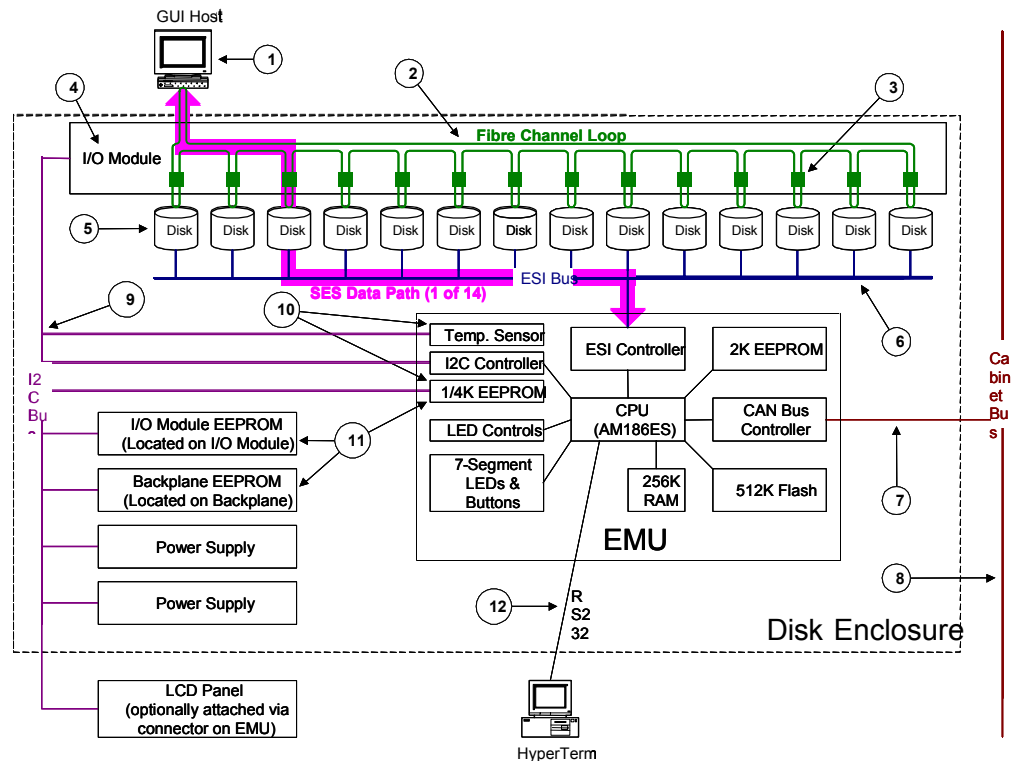 GUI Host
1
2
3
4
Fibre Channel Loop
I/O Module
5
Disk
Disk
Disk
Disk
Disk
Disk
Disk
Disk
Disk
Disk
Disk
Disk
Disk
Disk
ESI Bus
SES Data Path (1 of 14)
6
9
10
Temp. Sensor
I2C Controller
1/4K EEPROM
LED Controls
7-Segment
LEDs &
Buttons
ESI Controller
2K EEPROM
CPU
(AM186ES)
CAN Bus
Controller
256K
RAM
512K Flash
EMU
I2
C
Bu
Ca
bin
et
Bu
s
I/O Module EEPROM
(Located on I/O Module)
11
Backplane EEPROM
(Located on Backplane)
7
Power Supply
Power Supply
8
12
R
S2
32
Disk Enclosure
LCD Panel
(optionally attached via
connector on EMU)
HyperTerm